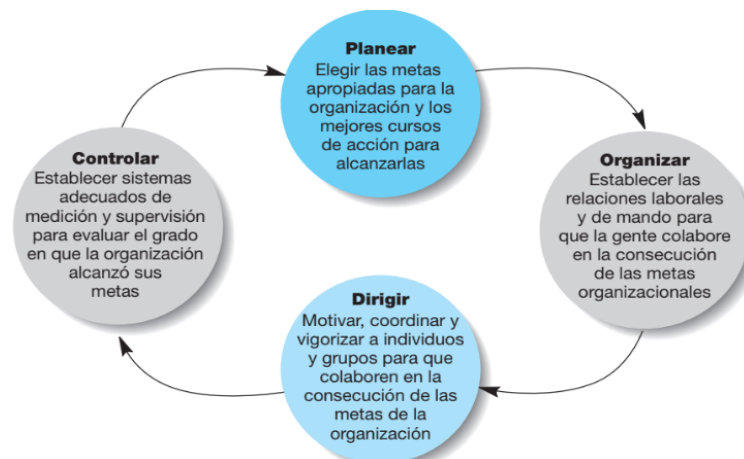 Planear
Elegir las metas
apropiadas para la
organización y los
mejores cursos
de acción para
alcanzarlas
Organizar
Establecer las
relaciones laborales
y de mando para
que la gente colabore
en la consecución
de las metas
organizacionales
Dirigir
Motivar, coordinar y
vigorizar a individuos
y grupos para que
colaboren en la
consecución de las
metas de la
organización
Controlar
Establecer sistemas
adecuados de
medición y supervisión
para evaluar el grado
en que la organización
alcanzó sus
metas